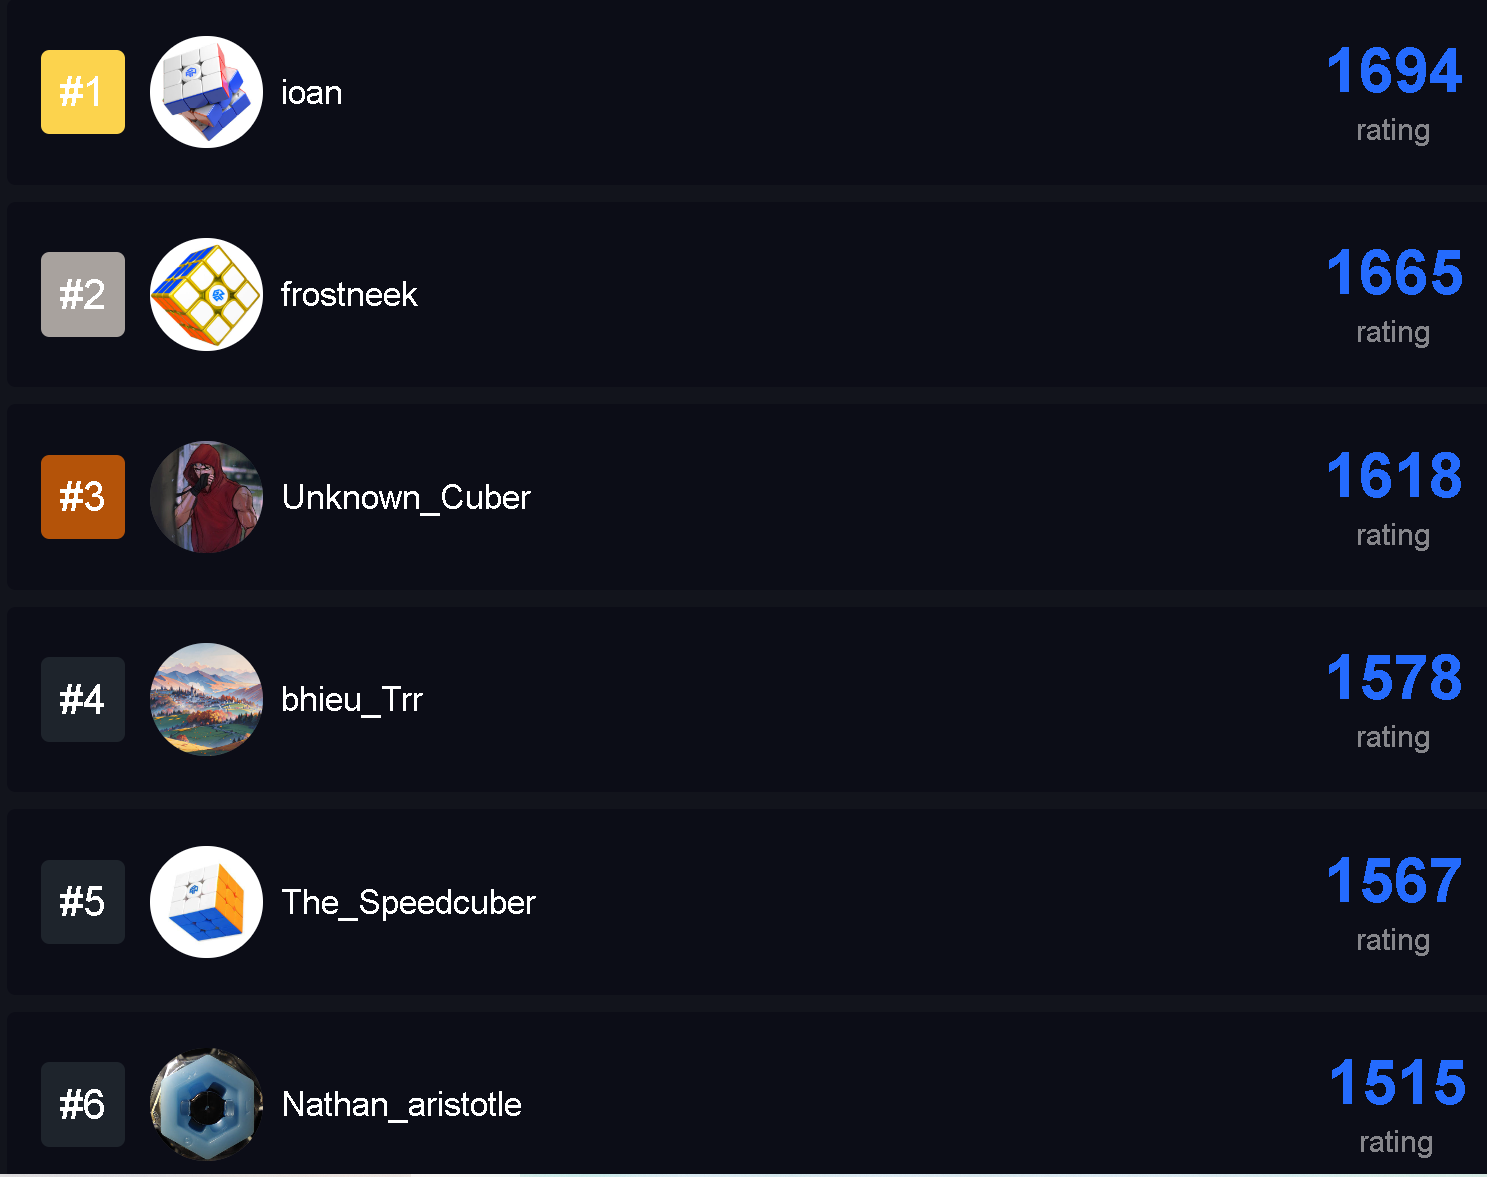 #1 ioan 1694
rating
#2 frostneek 1665
rating
#3 Unknown_Cuber 1618
rating
#4 bhieu_Trr 1578
rating
#5 The_Speedcuber 1567
rating
#6 Nathan_aristotle 1515
rating